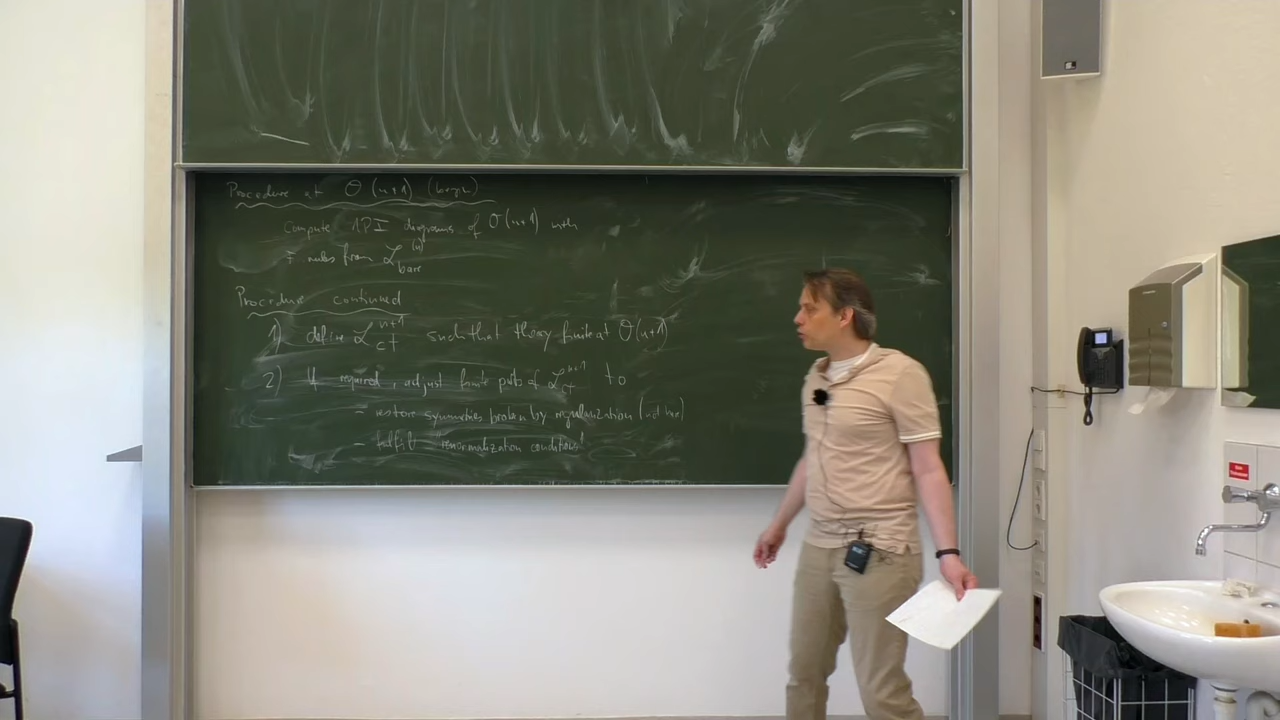 Procedure at O(n+1)
Compute 1PI diagrams of O(n+1) with
F rules from L_bare^(n)
Procedure continued
1) define L_ct^n+1 such that theory finite at O(n+1)
2) If required, adjust finite parts of L_ct^n+1 to
- restore symmetries broken by regularization (not here)
- fulfil renormalization conditions!